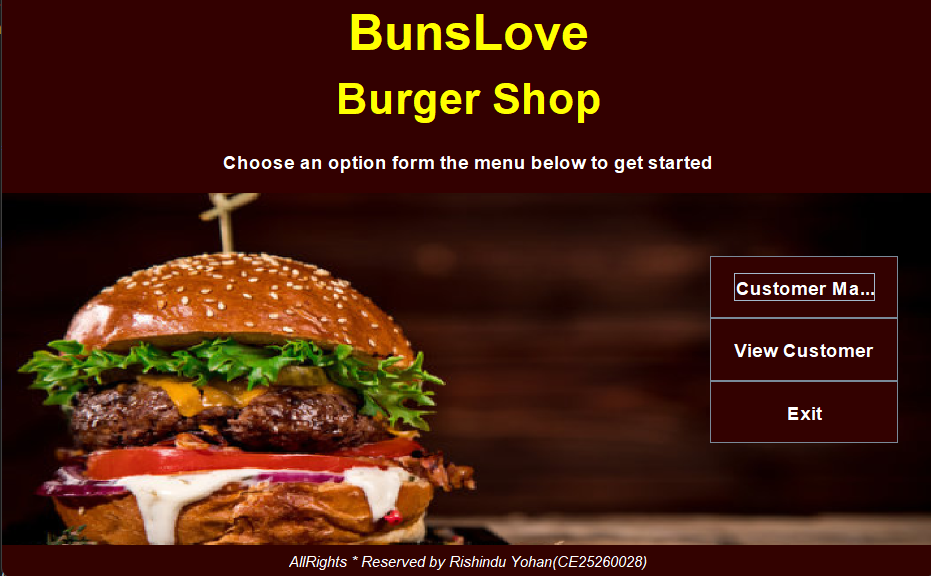 BunsLove
Burger Shop
Choose an option form the menu below to get started
Customer Ma...
View Customer
Exit
AllRights * Reserved by Rishindu Yohan(CE25260028)